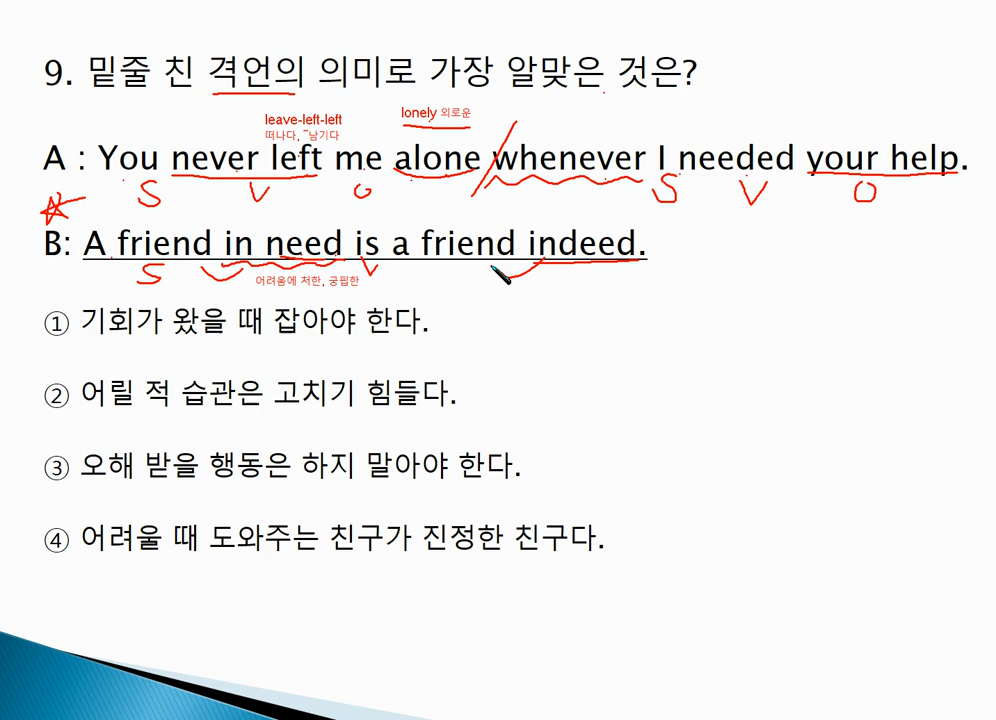 9. 밑줄 친 격언의 의미로 가장 알맞은 것은?
leave-left-left
떠나다, ~남기다
lonely 외로운
A : You never left me alone whenever I needed your help.
S V O S V O
B: A friend in need is a friend indeed.
S V
어려움에 처한, 궁핍한
① 기회가 왔을 때 잡아야 한다.
② 어릴 적 습관은 고치기 힘들다.
③ 오해 받을 행동은 하지 말아야 한다.
④ 어려울 때 도와주는 친구가 진정한 친구다.